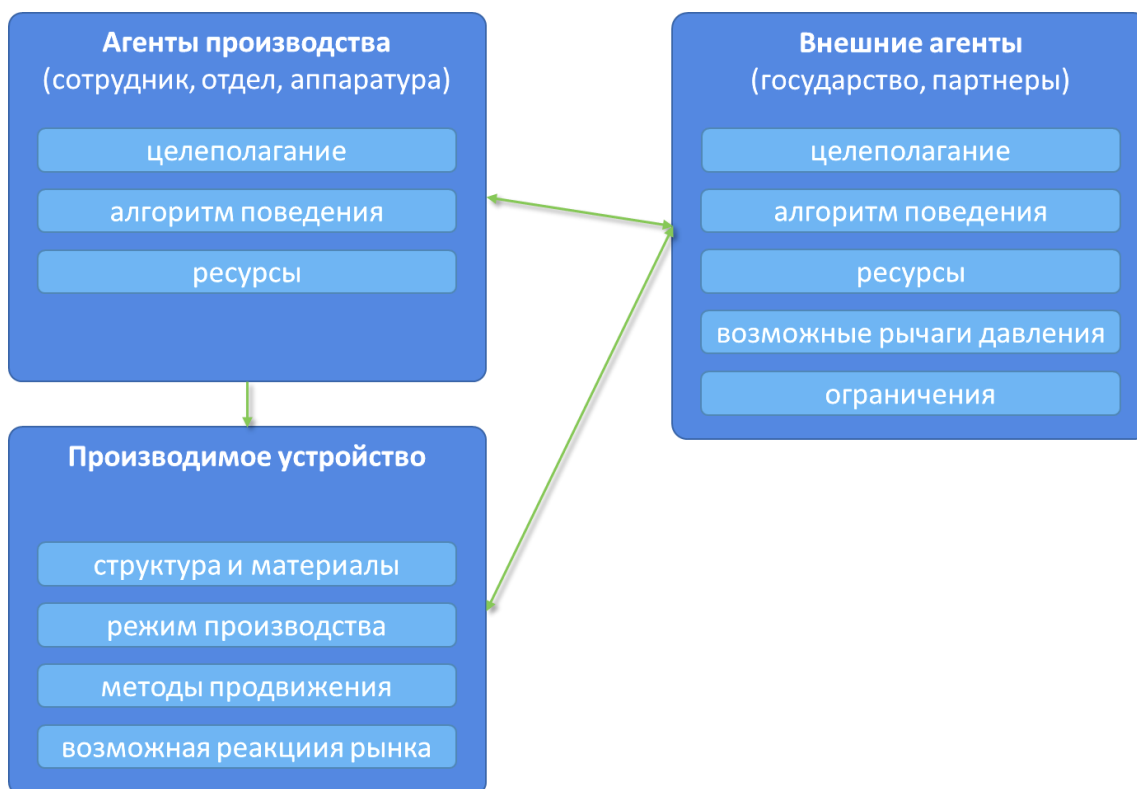 Агенты производства
(сотрудник, отдел, аппаратура)
целеполагание
алгоритм поведения
ресурсы
Внешние агенты
(государство, партнеры)
целеполагание
алгоритм поведения
ресурсы
возможные рычаги давления
ограничения
Производимое устройство
структура и материалы
режим производства
методы продвижения
возможная реакциия рынка